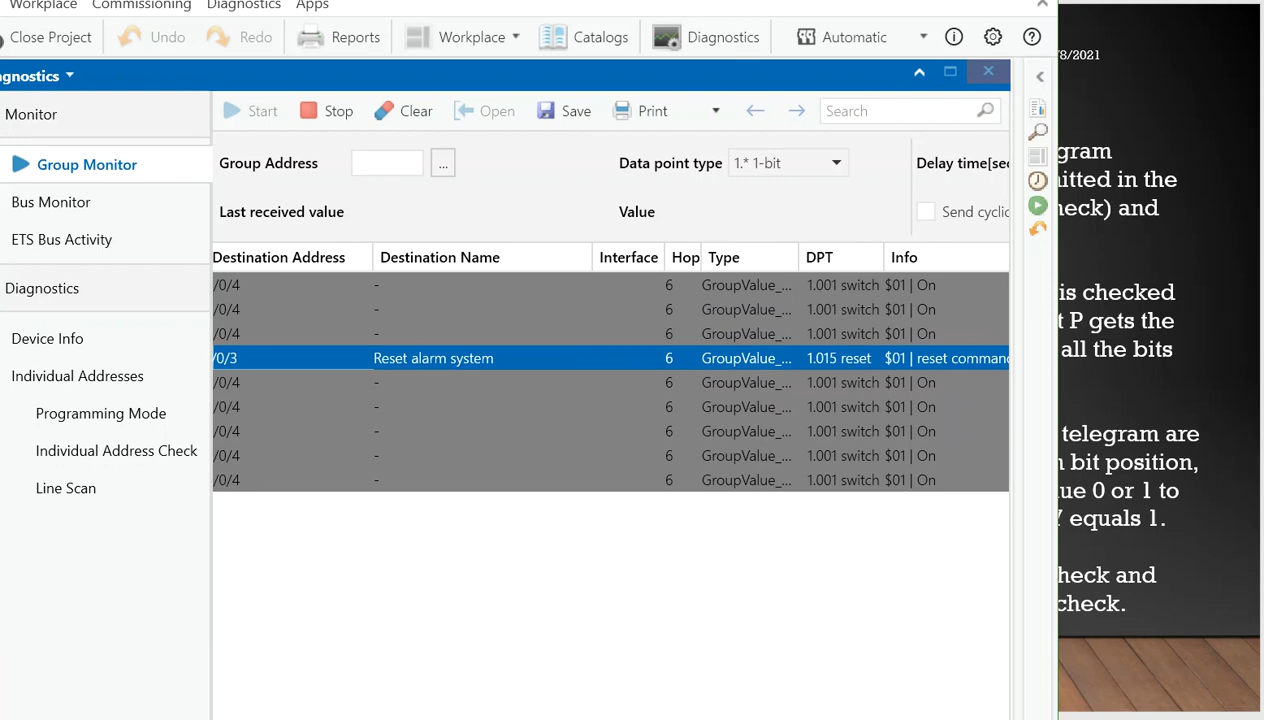 Workplace Commissioning Diagnostics Apps
Close Project Undo Redo Reports Workplace Catalogs Diagnostics Automatic
agnostics
Monitor
Group Monitor
Bus Monitor
ETS Bus Activity
Diagnostics
Device Info
Individual Addresses
Programming Mode
Individual Address Check
Line Scan
Start Stop Clear Open Save Print Search
Group Address ... Data point type 1.* 1-bit Delay time[sec
Last received value Value Send cyclic
Destination Address Destination Name Interface Hop Type DPT Info
/0/4 - 6 GroupValue_... 1.001 switch $01 | On
/0/4 - 6 GroupValue_... 1.001 switch $01 | On
/0/4 - 6 GroupValue_... 1.001 switch $01 | On
/0/3 Reset alarm system 6 GroupValue_... 1.015 reset $01 | reset command
/0/4 - 6 GroupValue_... 1.001 switch $01 | On
/0/4 - 6 GroupValue_... 1.001 switch $01 | On
/0/4 - 6 GroupValue_... 1.001 switch $01 | On
/0/4 - 6 GroupValue_... 1.001 switch $01 | On
/0/4 - 6 GroupValue_... 1.001 switch $01 | On
/8/2021
gram
itted in the
heck) and
is checked
t P gets the
all the bits
telegram are
n bit position,
ue 0 or 1 to
7 equals 1.
heck and
check.